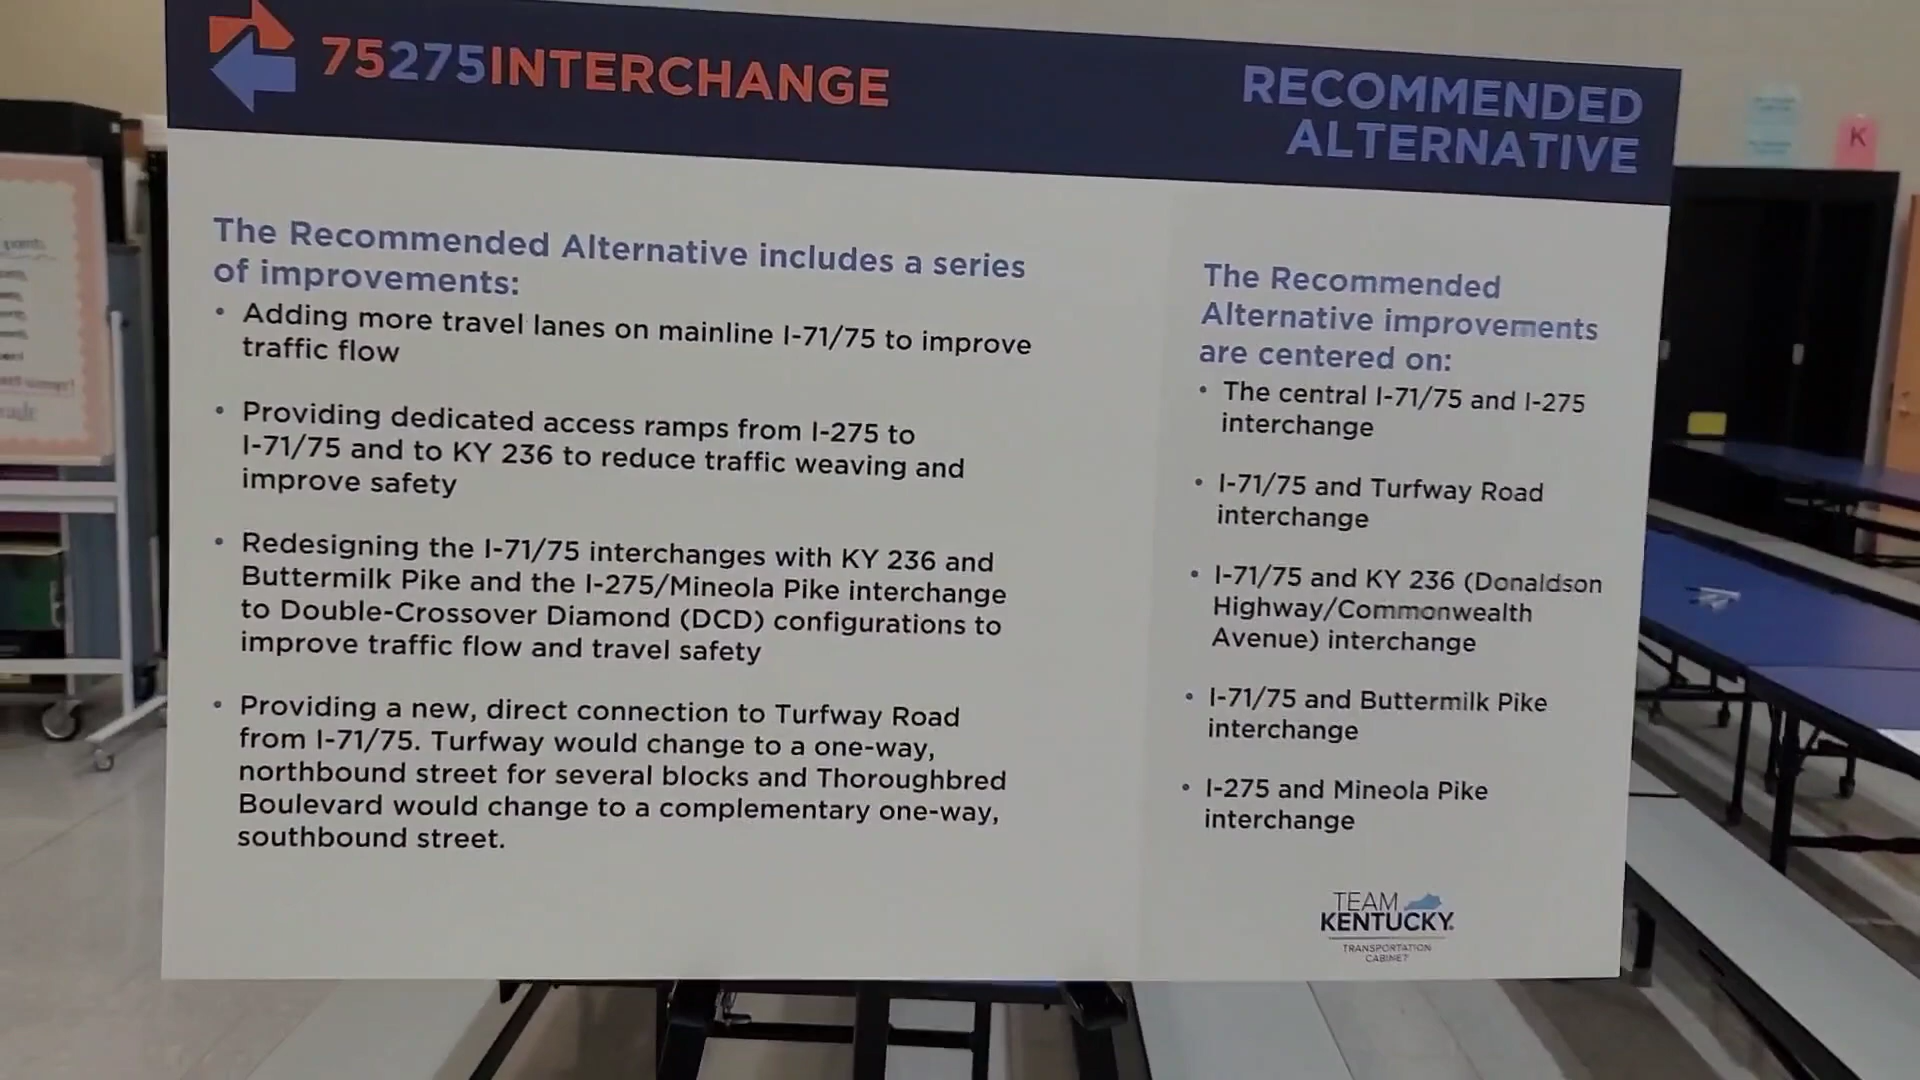 75275INTERCHANGE
RECOMMENDED
ALTERNATIVE
The Recommended Alternative includes a series
of improvements:
• Adding more travel lanes on mainline I-71/75 to improve
traffic flow
• Providing dedicated access ramps from I-275 to
I-71/75 and to KY 236 to reduce traffic weaving and
improve safety
• Redesigning the I-71/75 interchanges with KY 236 and
Buttermilk Pike and the I-275/Mineola Pike interchange
to Double-Crossover Diamond (DCD) configurations to
improve traffic flow and travel safety
• Providing a new, direct connection to Turfway Road
from I-71/75. Turfway would change to a one-way,
northbound street for several blocks and Thoroughbred
Boulevard would change to a complementary one-way,
southbound street.
The Recommended
Alternative improvements
are centered on:
• The central I-71/75 and I-275
interchange
• I-71/75 and Turfway Road
interchange
• I-71/75 and KY 236 (Donaldson
Highway/Commonwealth
Avenue) interchange
• I-71/75 and Buttermilk Pike
interchange
• I-275 and Mineola Pike
interchange
TEAM
KENTUCKY
TRANSPORTATION
CABINET
K